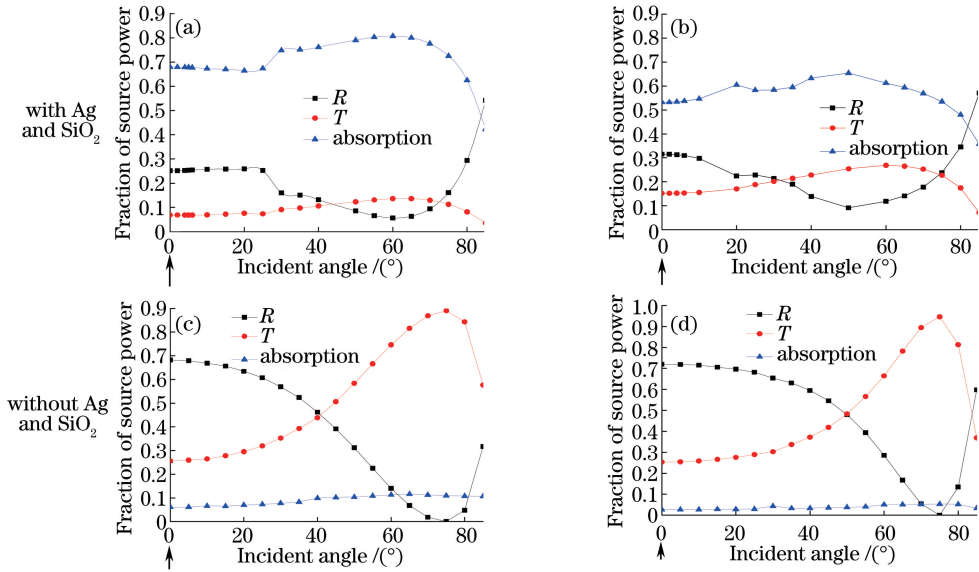 with Ag
and SiO₂
(a)
Fraction of source power
0.9
0.8
0.7
0.6
0.5
0.4
0.3
0.2
0.1
0
R
T
absorption
0 20 40 60 80
Incident angle /(°)
(b)
Fraction of source power
0.9
0.8
0.7
0.6
0.5
0.4
0.3
0.2
0.1
0
R
T
absorption
0 20 40 60 80
Incident angle /(°)
without Ag
and SiO₂
(c)
Fraction of source power
0.9
0.8
0.7
0.6
0.5
0.4
0.3
0.2
0.1
0
R
T
absorption
0 20 40 60 80
Incident angle /(°)
(d)
Fraction of source power
1.0
0.9
0.8
0.7
0.6
0.5
0.4
0.3
0.2
0.1
0
R
T
absorption
0 20 40 60 80
Incident angle /(°)